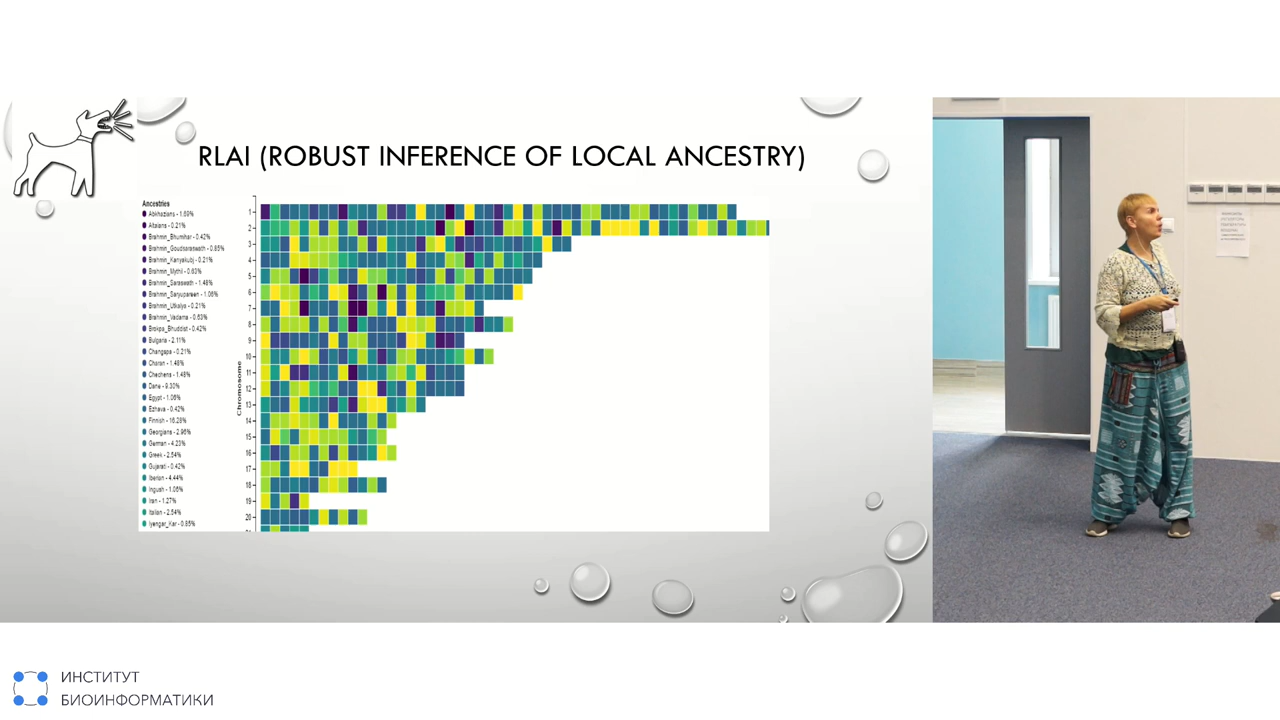 RLAI (ROBUST INFERENCE OF LOCAL ANCESTRY)
Ancestries
Abkhazians - 1.69%
Altaians - 0.21%
Brahmin_Bhumihar - 0.42%
Brahmin_Goudsaraswath - 0.85%
Brahmin_Kanyakubj - 0.21%
Brahmin_Mythil - 0.63%
Brahmin_Saraswath - 1.48%
Brahmin_Saryupareen - 1.06%
Brahmin_Utkalya - 0.21%
Brahmin_Vadama - 0.63%
Brokpa_Bhuddist - 0.42%
Bulgaria - 2.11%
Changapa - 0.21%
Charan - 1.48%
Chechens - 1.48%
Dane - 9.30%
Egypt - 1.06%
Ezhava - 0.42%
Finnish - 16.28%
Georgians - 2.96%
German - 4.23%
Greek - 2.54%
Gujarati - 0.42%
Iberian - 4.44%
Ingush - 1.06%
Iran - 1.27%
Italian - 2.54%
Iyengar_Kar - 0.85%
Chromosome
1
2
3
4
5
6
7
8
9
10
11
12
13
14
15
16
17
18
19
20
ИНСТИТУТ
БИОИНФОРМАТИКИ